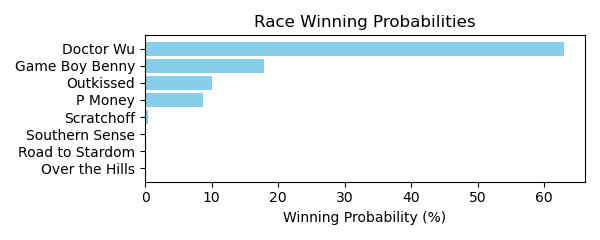 Race Winning Probabilities
Doctor Wu
Game Boy Benny
Outkissed
P Money
Scratchoff
Southern Sense
Road to Stardom
Over the Hills
0 10 20 30 40 50 60
Winning Probability (%)